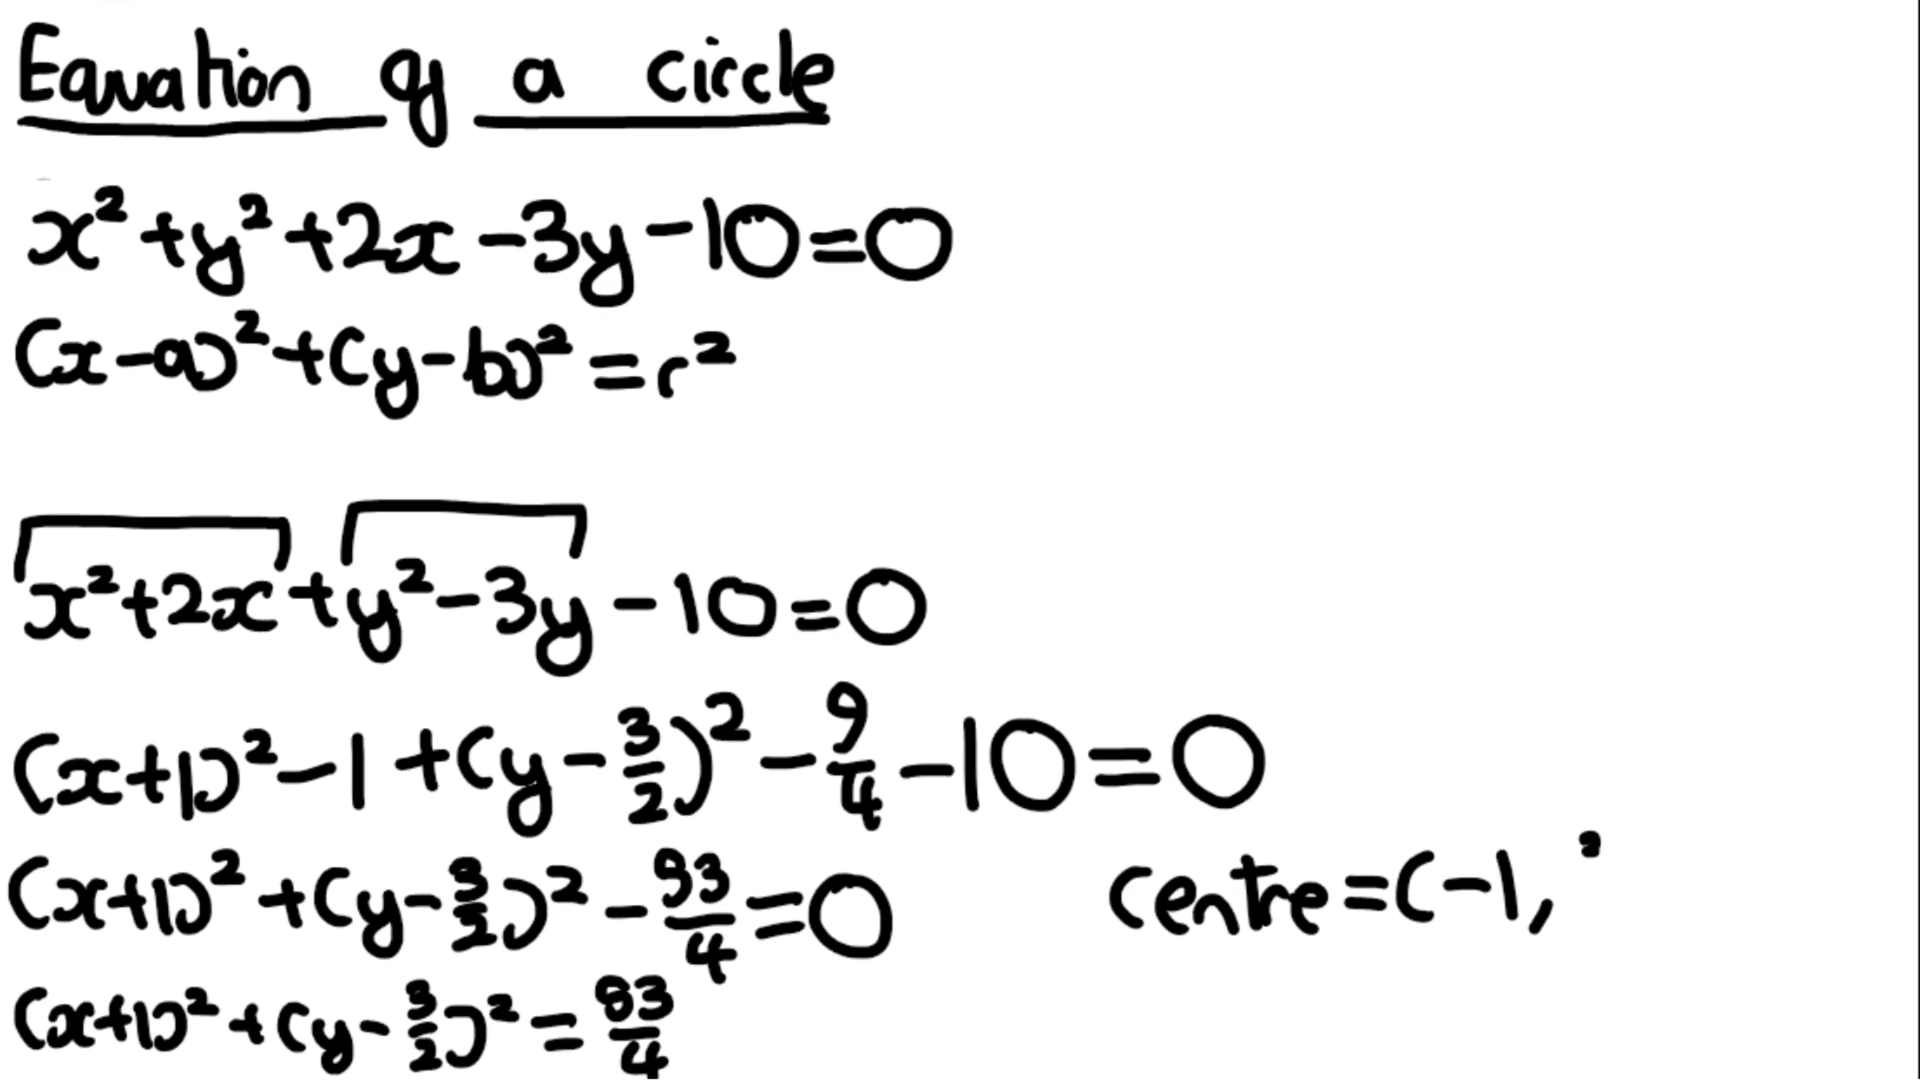 Equation of a circle
x²+y²+2x-3y-10=0
(x-a)²+(y-b)²=r²
x²+2x+y²-3y-10=0
(x+1)²-1+(y-3/2)²-9/4-10=0
(x+1)²+(y-3/2)²-53/4=0
centre=(-1,
(x+1)²+(y-3/2)²=53/4